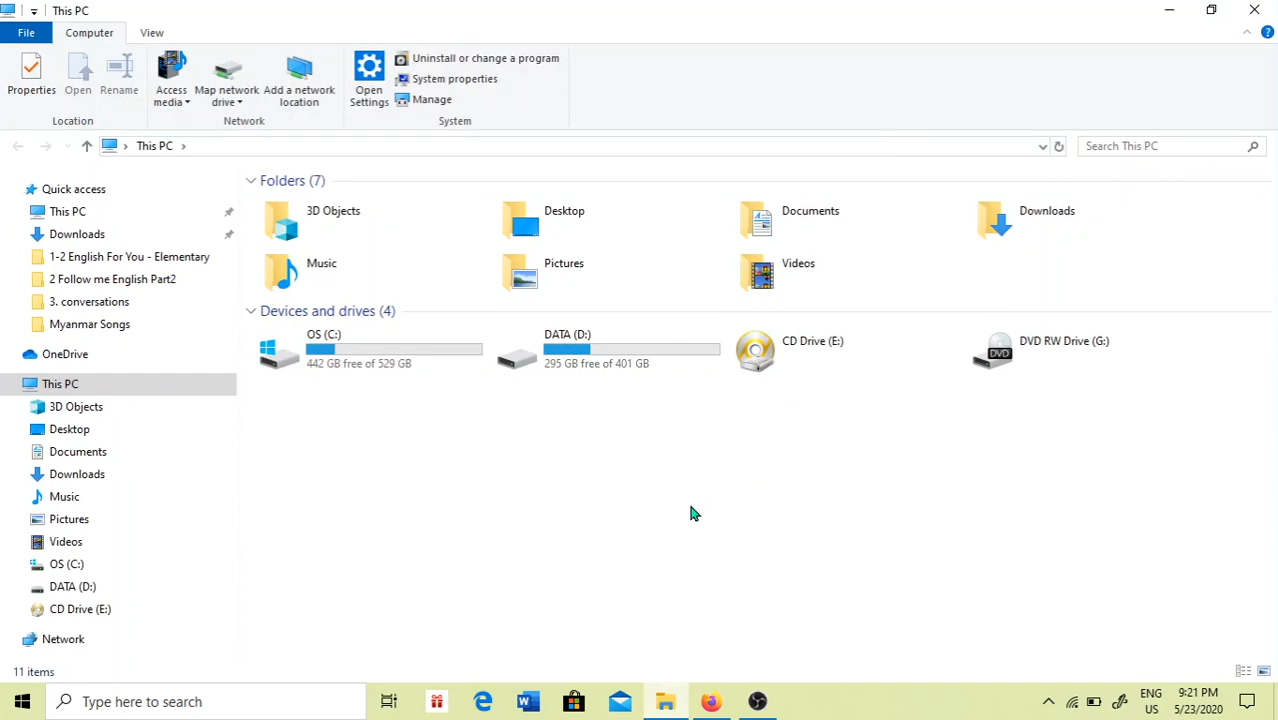 This PC
File
Computer
View
Properties
Open
Rename
Location
Access media
Map network drive
Add a network location
Network
Open Settings
Uninstall or change a program
System properties
Manage
System
This PC
Search This PC
Quick access
This PC
Downloads
1-2 English For You - Elementary
2 Follow me English Part2
3. conversations
Myanmar Songs
OneDrive
This PC
3D Objects
Desktop
Documents
Downloads
Music
Pictures
Videos
OS (C:)
DATA (D:)
CD Drive (E:)
Network
Folders (7)
3D Objects
Desktop
Documents
Downloads
Music
Pictures
Videos
Devices and drives (4)
OS (C:)
442 GB free of 529 GB
DATA (D:)
295 GB free of 401 GB
CD Drive (E:)
DVD
DVD RW Drive (G:)
11 items
Type here to search
ENG
US
9:21 PM
5/23/2020